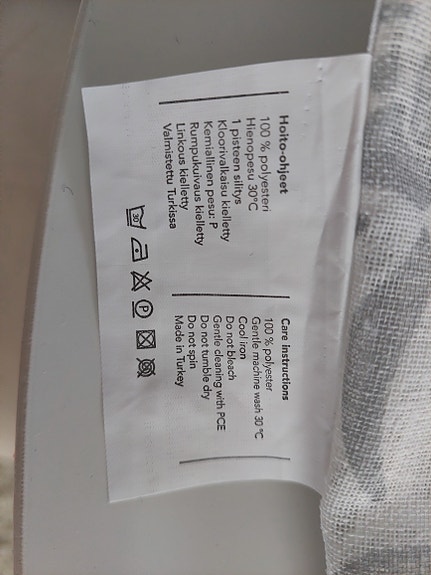 Hoito-ohjeet
100 % polyesteri
Hienopesu 30°C
1 pisteen silitys
Kloorivalkaisu kielletty
Kemiallinen pesu: P
Rumpukuivaus kielletty
Linkous kielletty
Valmistettu Turkissa
Care instructions
100 % polyester
Gentle machine wash 30 °C
Cool iron
Do not bleach
Gentle cleaning with PCE
Do not tumble dry
Do not spin
Made in Turkey
30
P